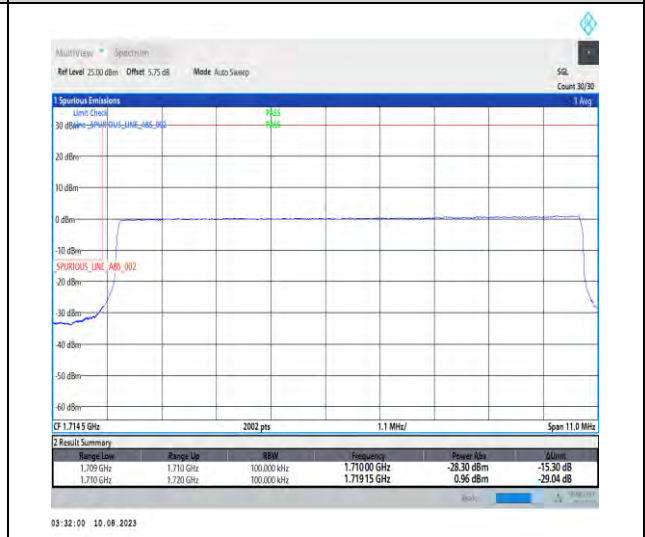 MultiView Spectrum
Ref Level 25.00 dBm Offset 5.75 dB Mode Auto Sweep SGL
Count 30/30
1 Spurious Emissions 1 Avg
Limit Check PASS
30 dBm Line _SPURIOUS_LINE_ABS_002 PASS
20 dBm
10 dBm
0 dBm
-10 dBm
_SPURIOUS_LINE_ABS_002
-20 dBm
-30 dBm
-40 dBm
-50 dBm
-60 dBm
CF 1.7145 GHz 2002 pts 1.1 MHz/ Span 11.0 MHz
2 Result Summary
Range Low Range Up RBW Frequency Power Abs ΔLimit
1.709 GHz 1.710 GHz 100.000 kHz 1.71000 GHz -28.30 dBm -15.30 dB
1.710 GHz 1.720 GHz 100.000 kHz 1.71915 GHz 0.96 dBm -29.04 dB
Ready
03:32:00 10.08.2023